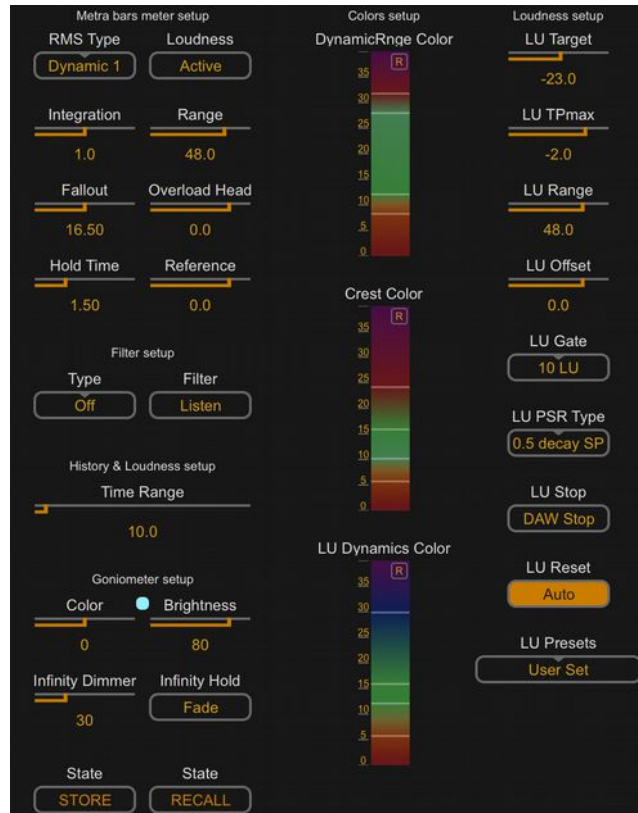 Metra bars meter setup
RMS Type Loudness
Dynamic 1 Active
Integration Range
1.0 48.0
Fallout Overload Head
16.50 0.0
Hold Time Reference
1.50 0.0
Filter setup
Type Filter
Off Listen
History & Loudness setup
Time Range
10.0
Goniometer setup
Color Brightness
0 80
Infinity Dimmer Infinity Hold
30 Fade
State State
STORE RECALL
Colors setup
DynamicRnge Color
R
35
30
25
20
15
10
5
0
Crest Color
R
35
30
25
20
15
10
5
0
LU Dynamics Color
R
35
30
25
20
15
10
5
0
Loudness setup
LU Target
-23.0
LU TPmax
-2.0
LU Range
48.0
LU Offset
0.0
LU Gate
10 LU
LU PSR Type
0.5 decay SP
LU Stop
DAW Stop
LU Reset
Auto
LU Presets
User Set